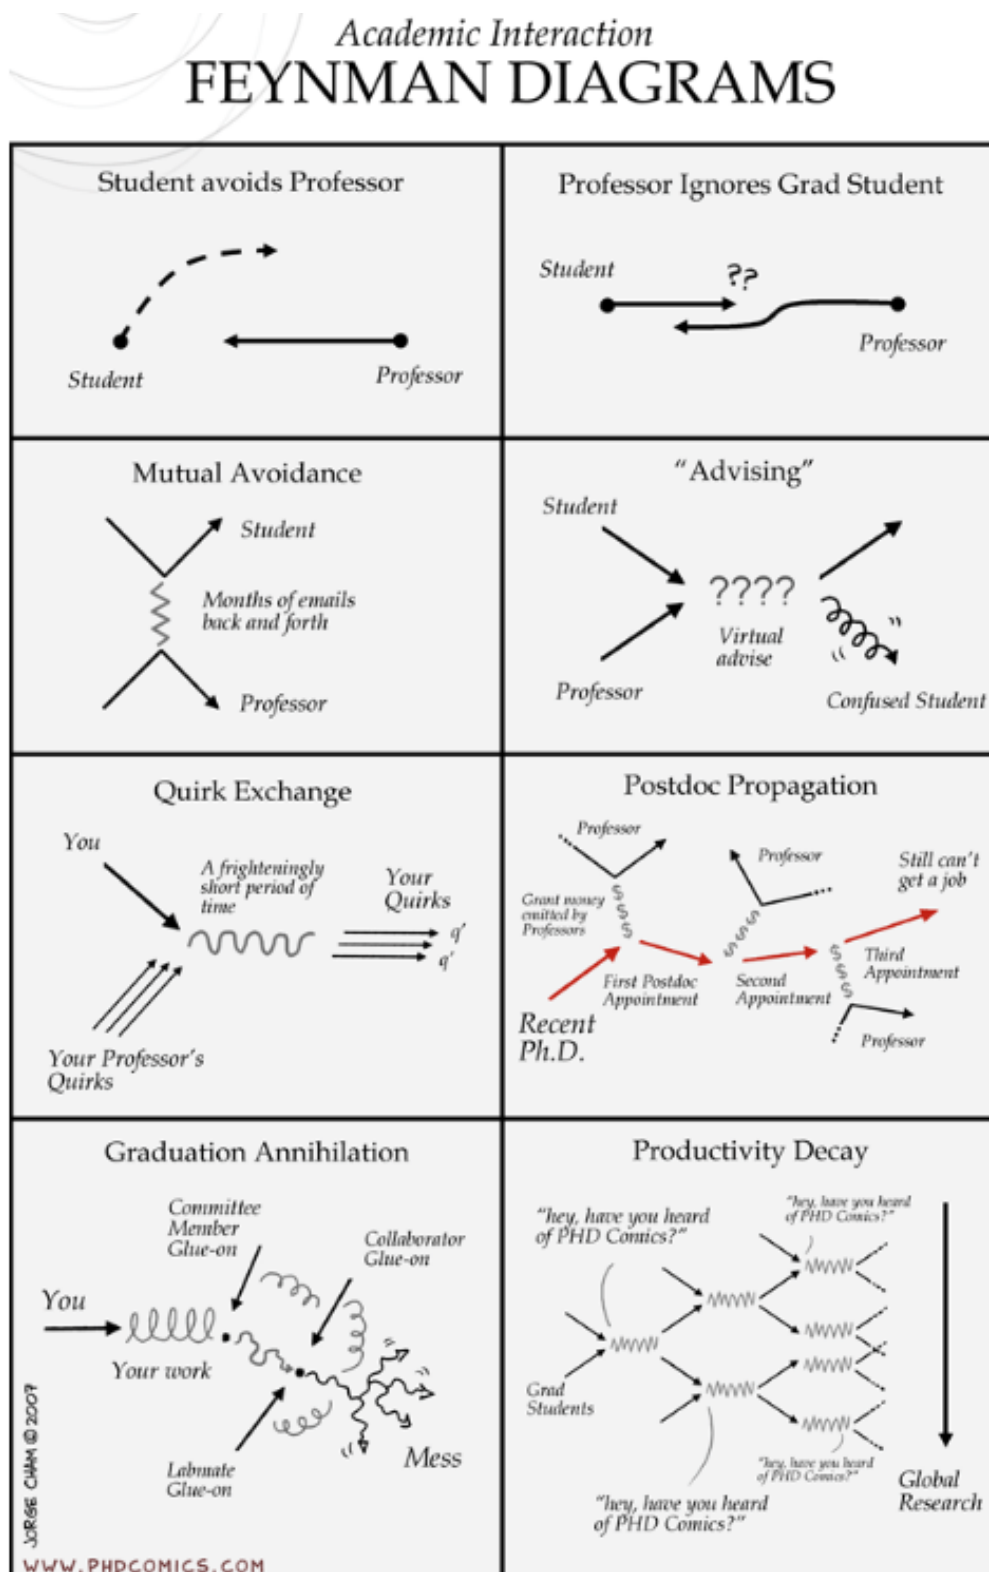 Academic Interaction
FEYNMAN DIAGRAMS
Student avoids Professor
Student
Professor
Professor Ignores Grad Student
Student
??
Professor
Mutual Avoidance
Student
Months of emails
back and forth
Professor
"Advising"
Student
????
Virtual
advise
Professor
Confused Student
Quirk Exchange
You
A frighteningly
short period of
time
Your
Quirks
q'
q'
Your Professor's
Quirks
Postdoc Propagation
Professor
Professor
Still can't
get a job
Grant money
emitted by
Professors
$$$
$$$
$$$
First Postdoc
Appointment
Second
Appointment
Third
Appointment
Recent
Ph.D.
Professor
Graduation Annihilation
Committee
Member
Glue-on
Collaborator
Glue-on
You
Your work
Labmate
Glue-on
Mess
Productivity Decay
"hey, have you heard
of PHD Comics?"
"hey, have you heard
of PHD Comics?"
Grad
Students
"hey, have you heard
of PHD Comics?"
"hey, have you heard
of PHD Comics?"
Global
Research
JORGE CHAM © 2007
WWW.PHDCOMICS.COM